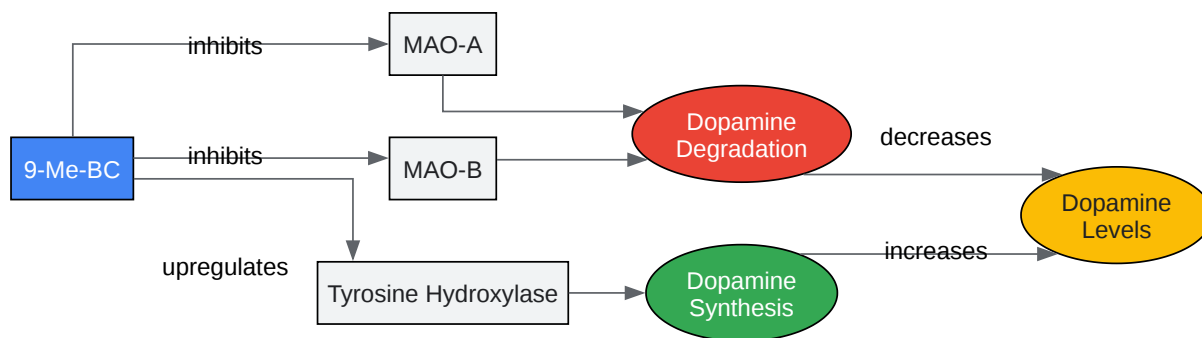 inhibits
MAO-A
Dopamine
Degradation
decreases
9-Me-BC
inhibits
MAO-B
Dopamine
Levels
upregulates
Tyrosine Hydroxylase
Dopamine
Synthesis
increases